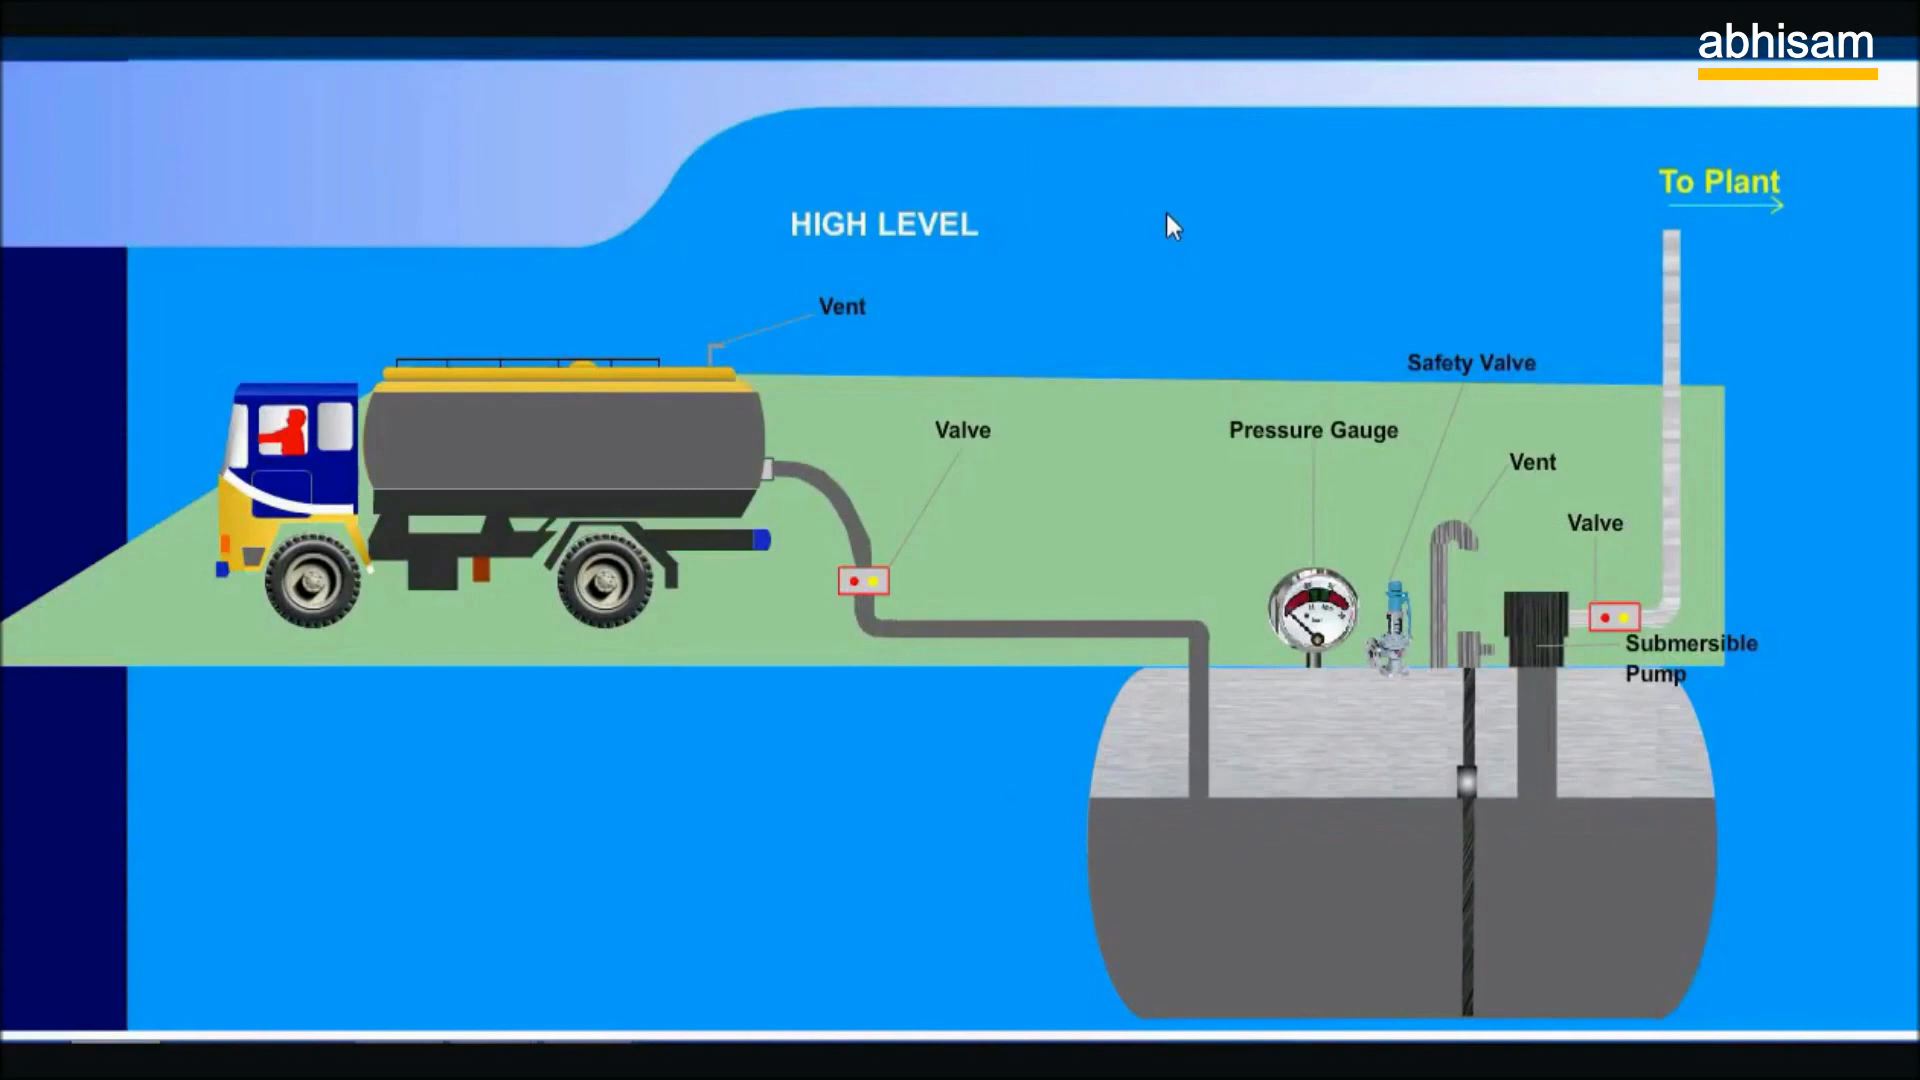 abhisam
To Plant
HIGH LEVEL
Vent
Safety Valve
Valve
Pressure Gauge
Vent
Valve
Submersible
Pump